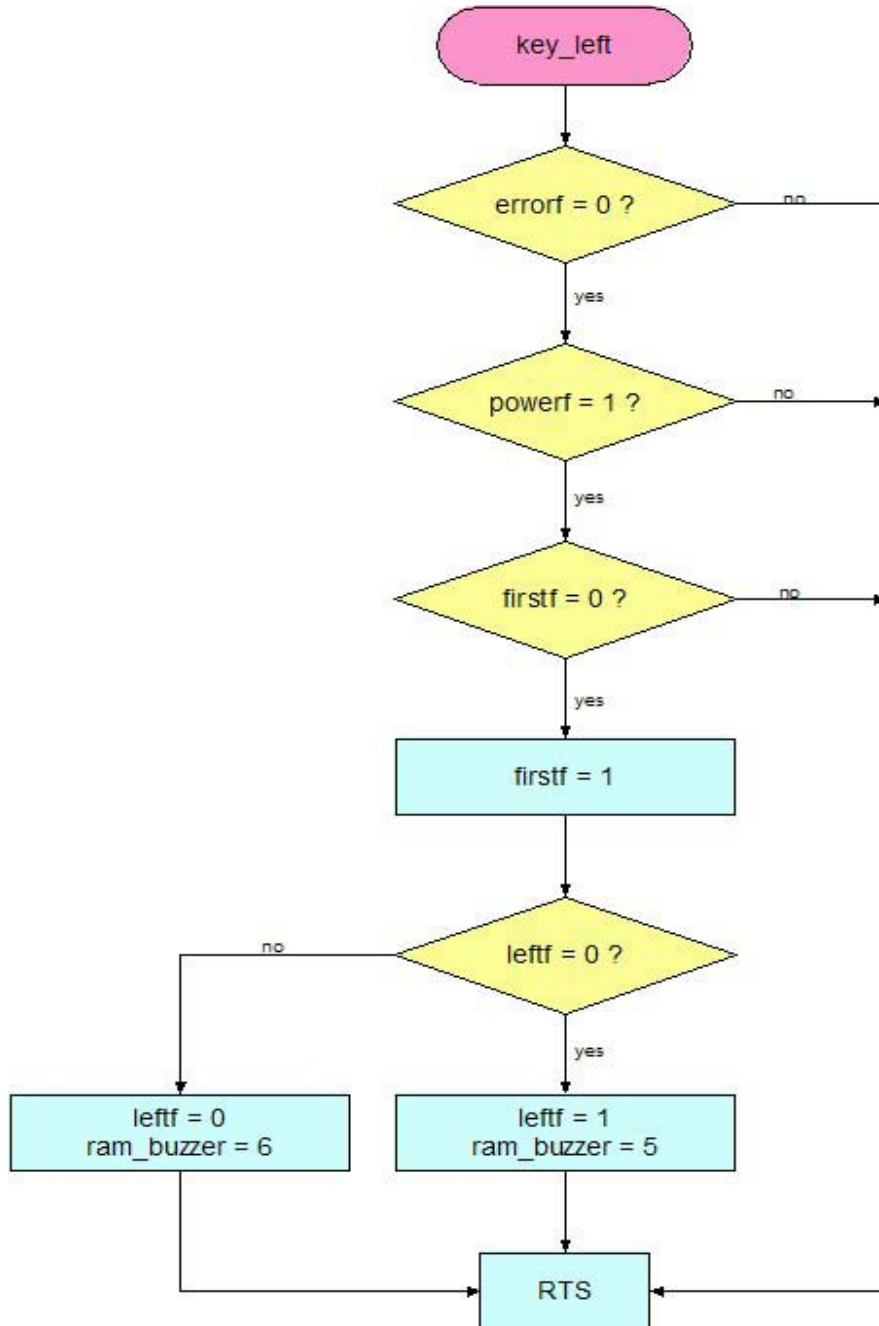 key_left
errorf = 0 ?
no
yes
powerf = 1 ?
no
yes
firstf = 0 ?
no
yes
firstf = 1
leftf = 0 ?
no
yes
leftf = 0
ram_buzzer = 6
leftf = 1
ram_buzzer = 5
RTS